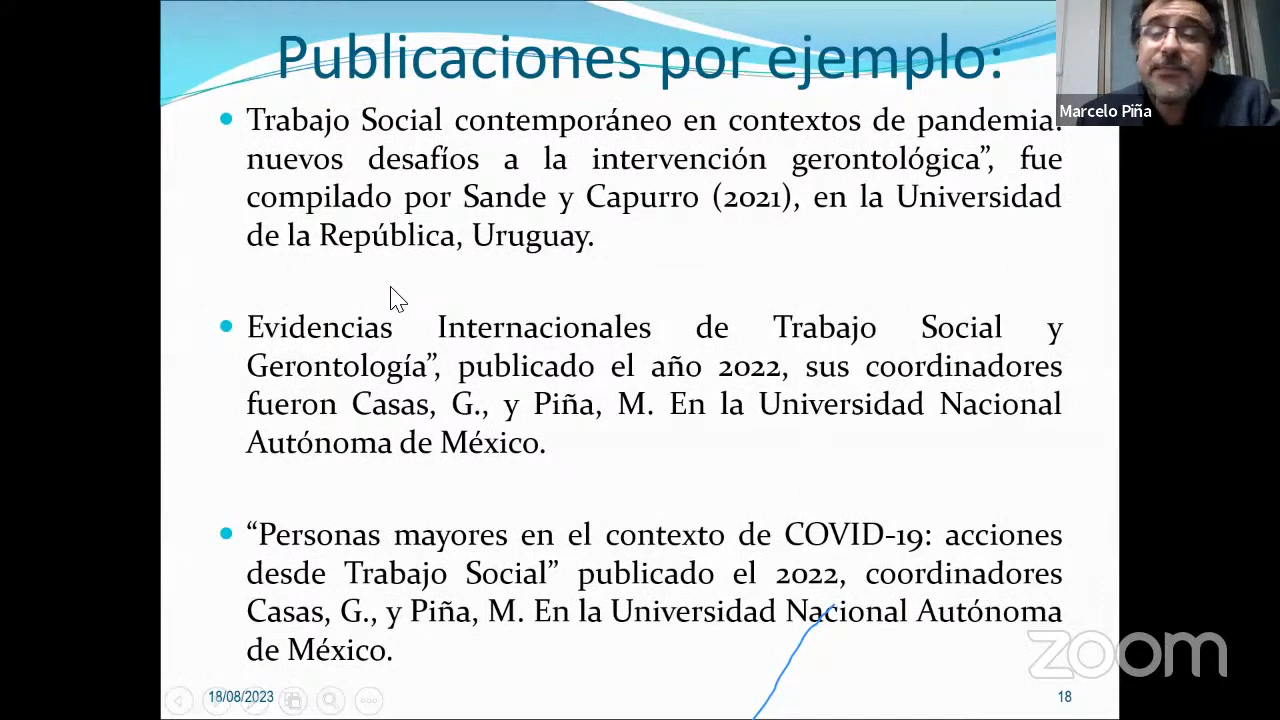 Publicaciones por ejemplo:
Marcelo Piña
Trabajo Social contemporáneo en contextos de pandemia:
nuevos desafíos a la intervención gerontológica”, fue
compilado por Sande y Capurro (2021), en la Universidad
de la República, Uruguay.
Evidencias Internacionales de Trabajo Social y
Gerontología”, publicado el año 2022, sus coordinadores
fueron Casas, G., y Piña, M. En la Universidad Nacional
Autónoma de México.
“Personas mayores en el contexto de COVID-19: acciones
desde Trabajo Social” publicado el 2022, coordinadores
Casas, G., y Piña, M. En la Universidad Nacional Autónoma
de México.
zoom
18/08/2023
18